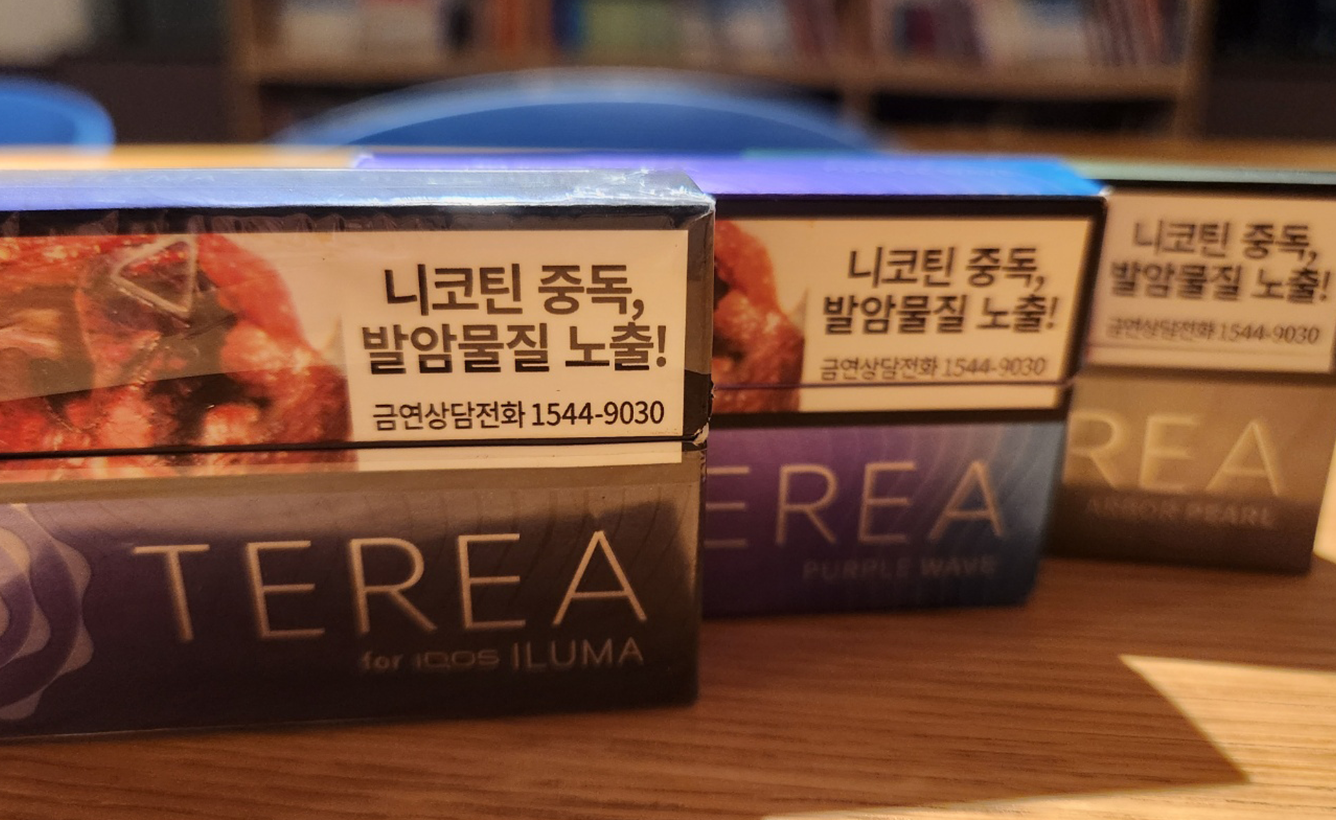 니코틴 중독,
발암물질 노출!
금연상담전화 1544-9030
TEREA
for IQOS ILUMA
니코틴 중독,
발암물질 노출!
금연상담전화 1544-9030
EREA
PURPLE WAVE
니코틴 중독,
발암물질 노출!
금연상담전화 1544-9030
REA
ARBOR PEARL